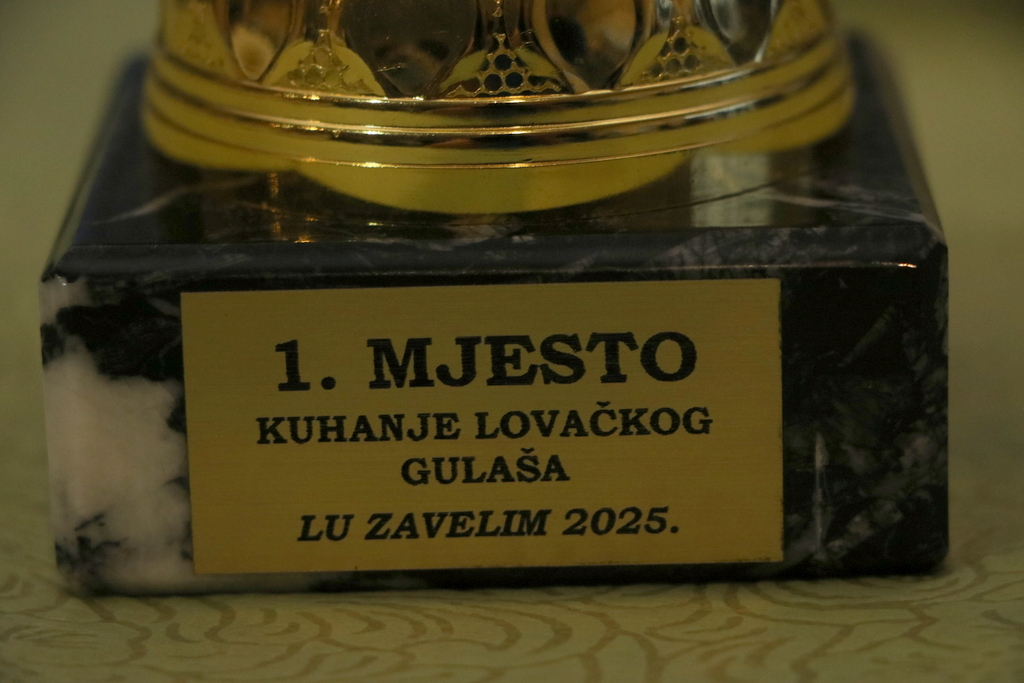 1. MJESTO
KUHANJE LOVAČKOG
GULAŠA
LU ZAVELIM 2025.